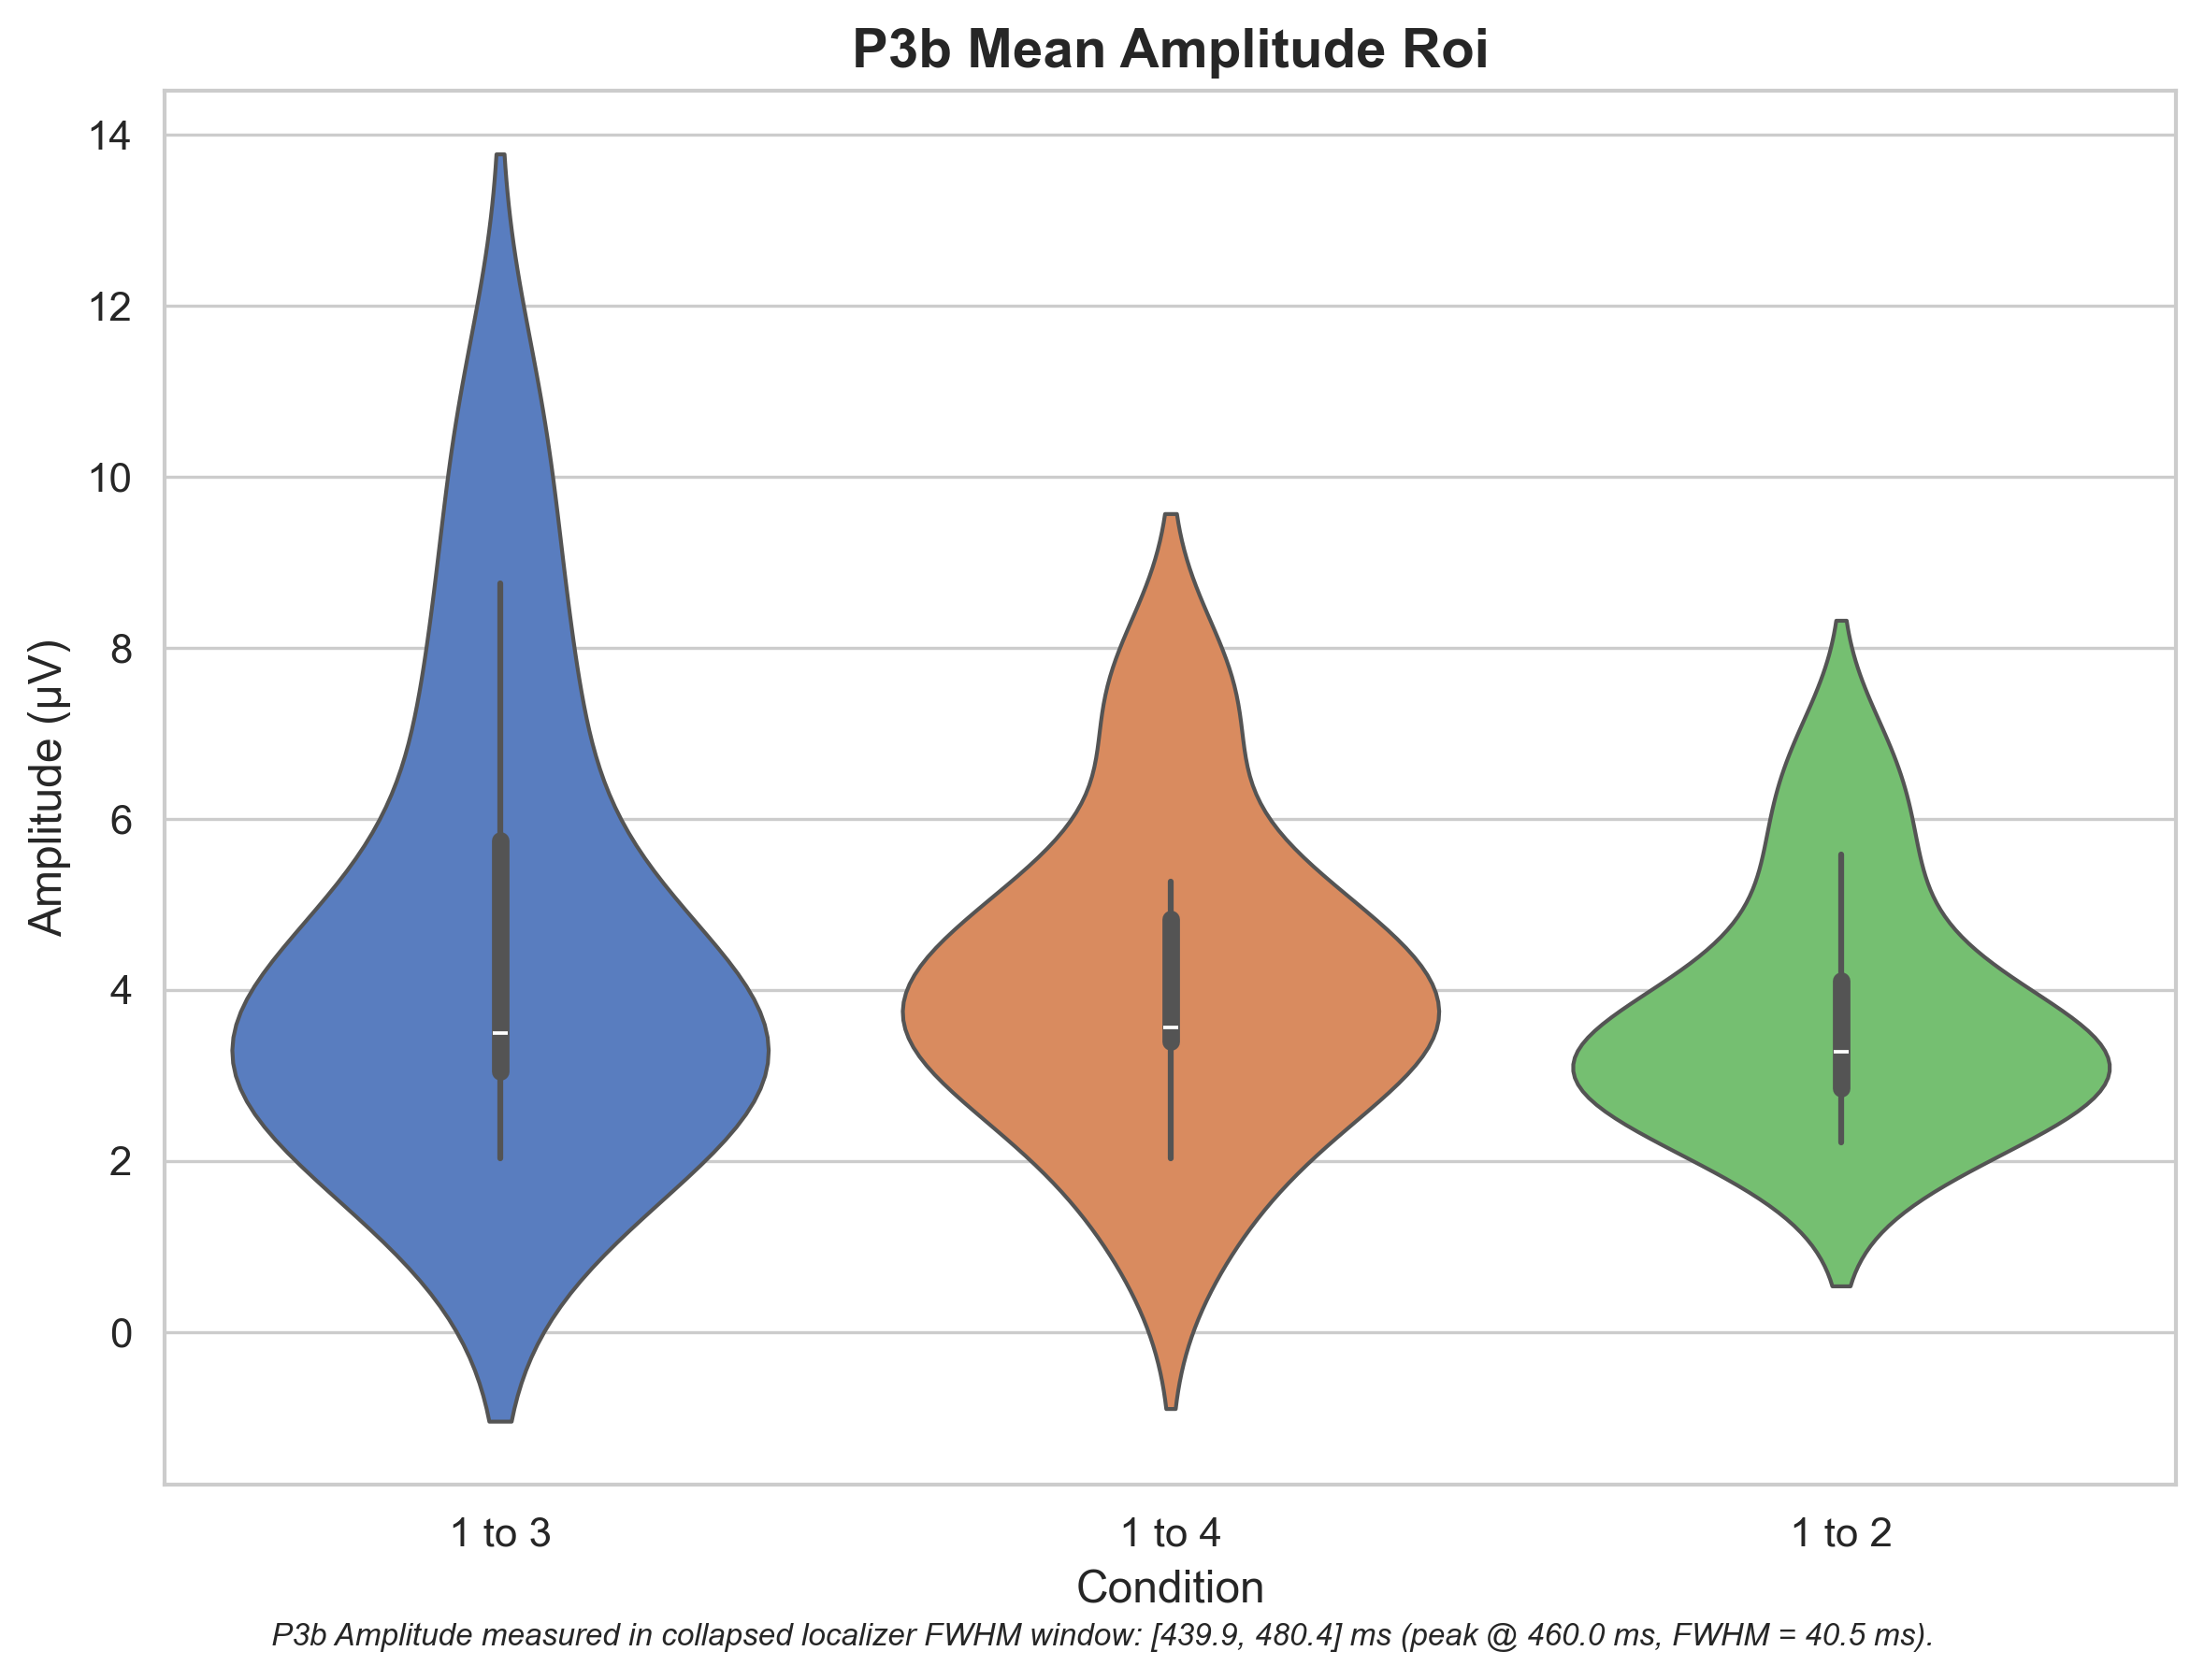 P3b Mean Amplitude Roi
14
12
10
8
6
4
2
0
Amplitude (µV)
1 to 3 1 to 4 1 to 2
Condition
P3b Amplitude measured in collapsed localizer FWHM window: [439.9, 480.4] ms (peak @ 460.0 ms, FWHM = 40.5 ms).